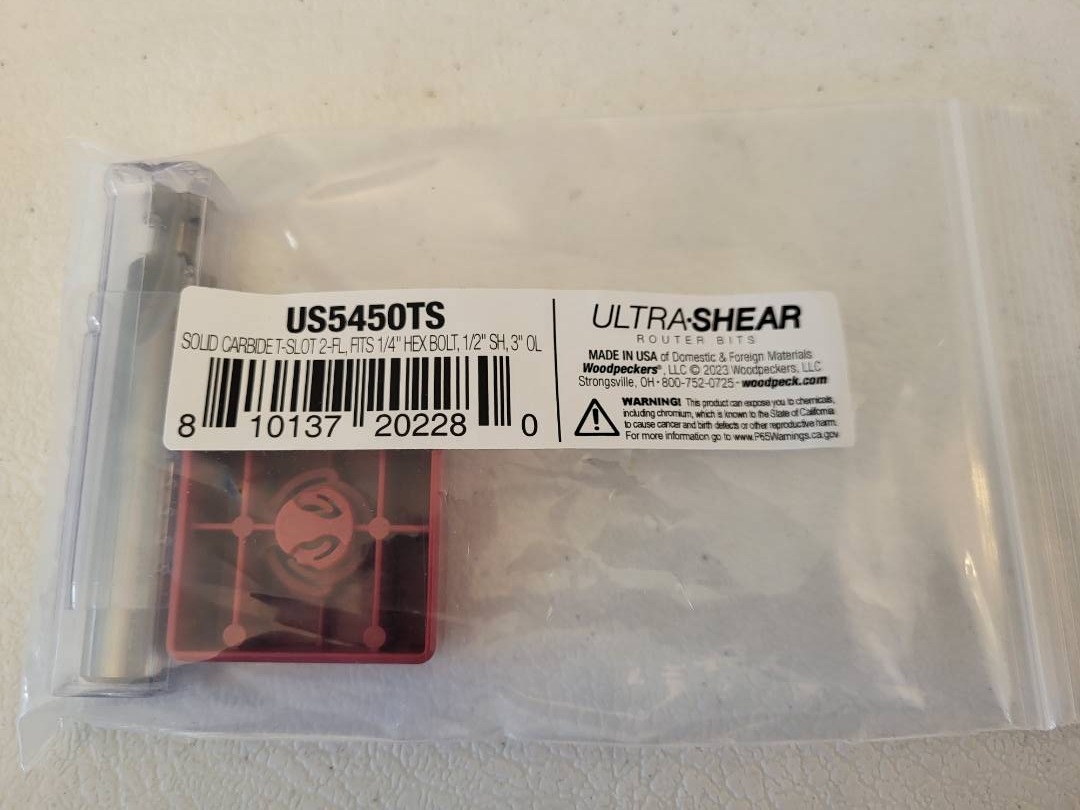 US5450TS
SOLID CARBIDE T-SLOT 2-FL, FITS 1/4" HEX BOLT, 1/2" SH, 3" OL
8 10137 20228 0
ULTRA·SHEAR
ROUTER BITS
MADE IN USA of Domestic & Foreign Materials
Woodpeckers®, LLC © 2023 Woodpeckers, LLC
Strongsville, OH · 800-752-0725 · woodpeck.com
WARNING! This product can expose you to chemicals,
including chromium, which is known to the State of California
to cause cancer and birth defects or other reproductive harm.
For more information go to www.P65Warnings.ca.gov